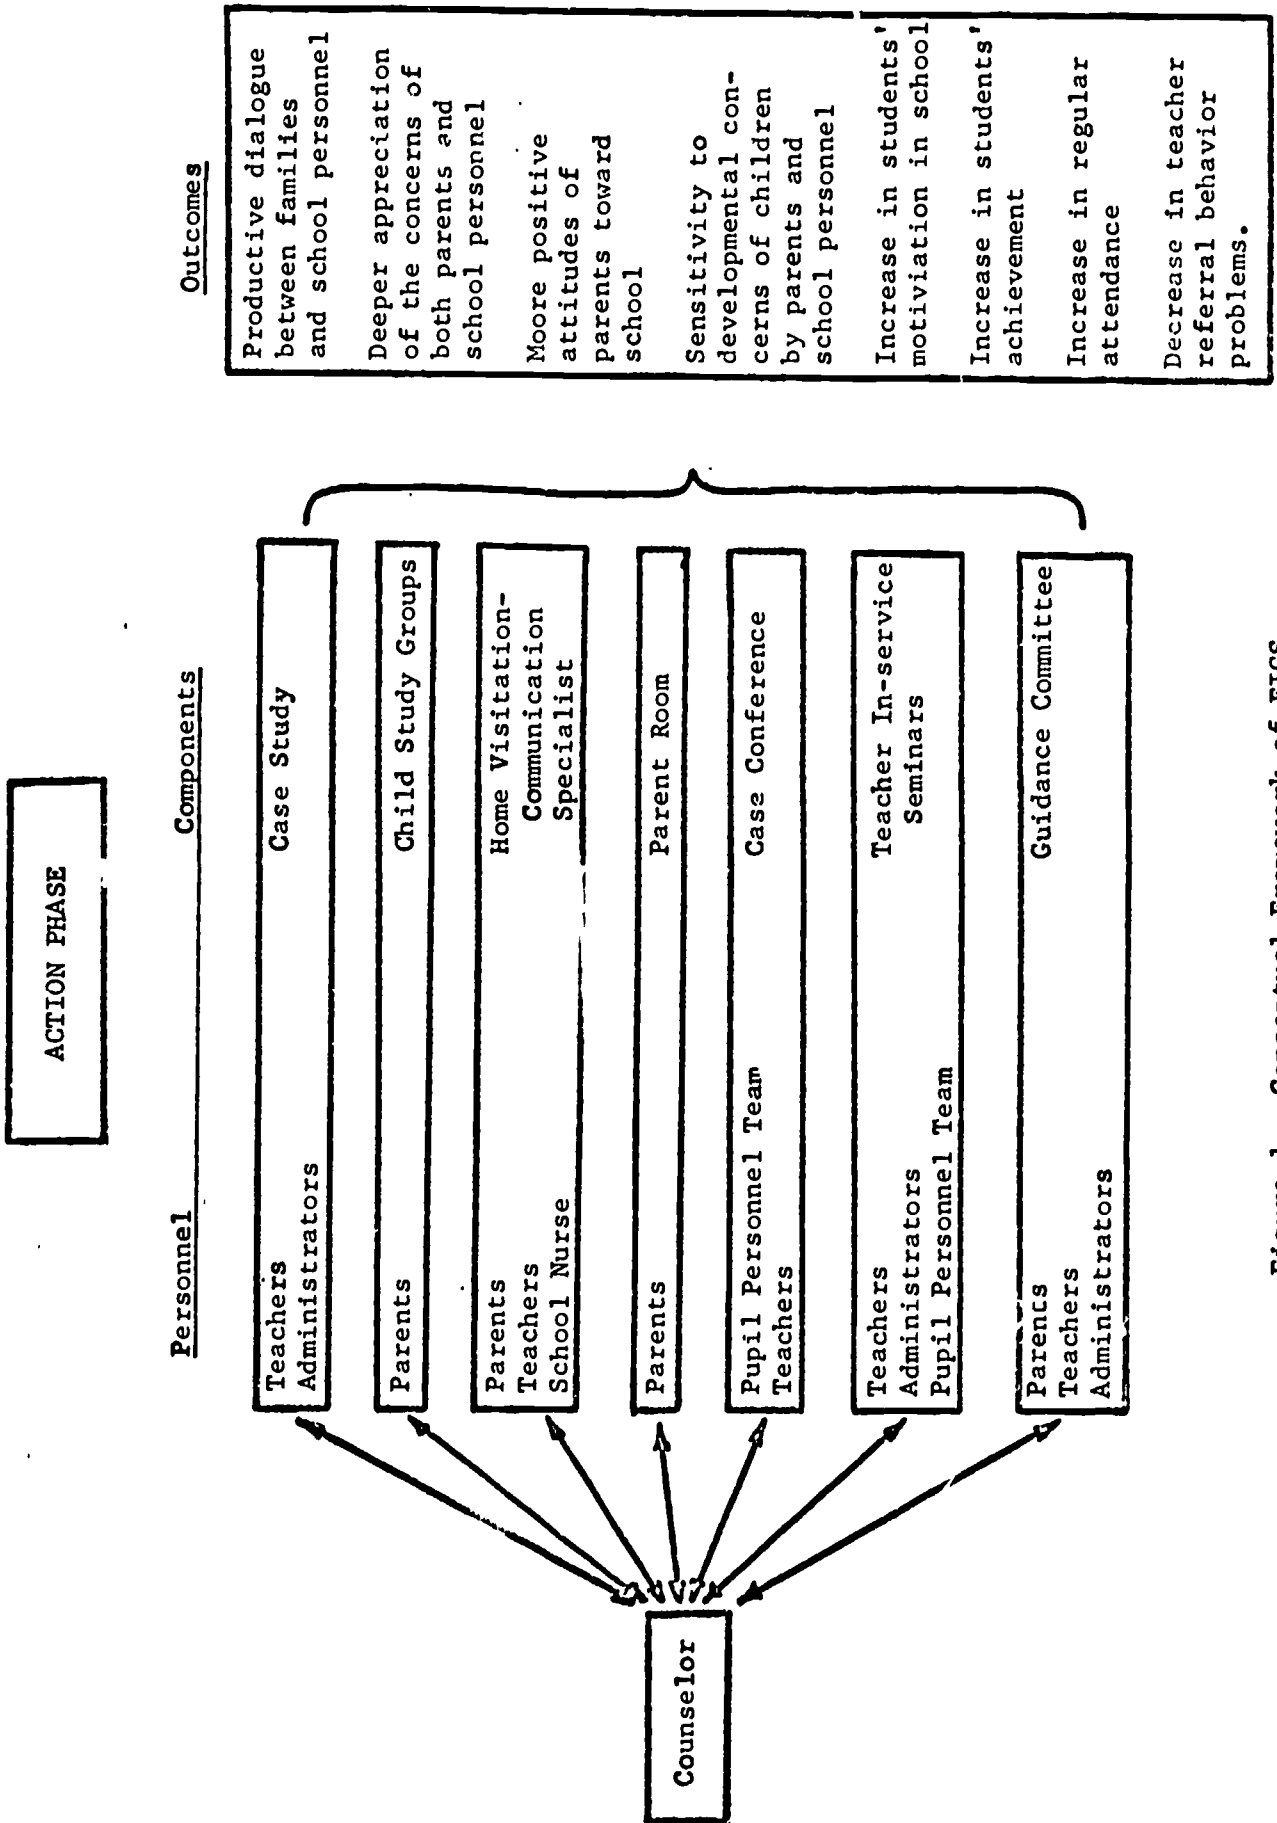 ACTION PHASE
Personnel
Components
Outcomes
Counselor
Teachers
Administrators
Case Study
Parents
Child Study Groups
Parents
Teachers
School Nurse
Home Visitation-
Communication
Specialist
Parents
Parent Room
Pupil Personnel Team
Teachers
Case Conference
Teachers
Administrators
Pupil Personnel Team
Teacher In-service
Seminars
Parents
Teachers
Administrators
Guidance Committee
Productive dialogue
between families
and school personnel
Deeper appreciation
of the concerns of
both parents and
school personnel
Moore positive
attitudes of
parents toward
school
Sensitivity to
developmental con-
cerns of children
by parents and
school personnel
Increase in students'
motiviation in school
Increase in students'
achievement
Increase in regular
attendance
Decrease in teacher
referral behavior
problems.